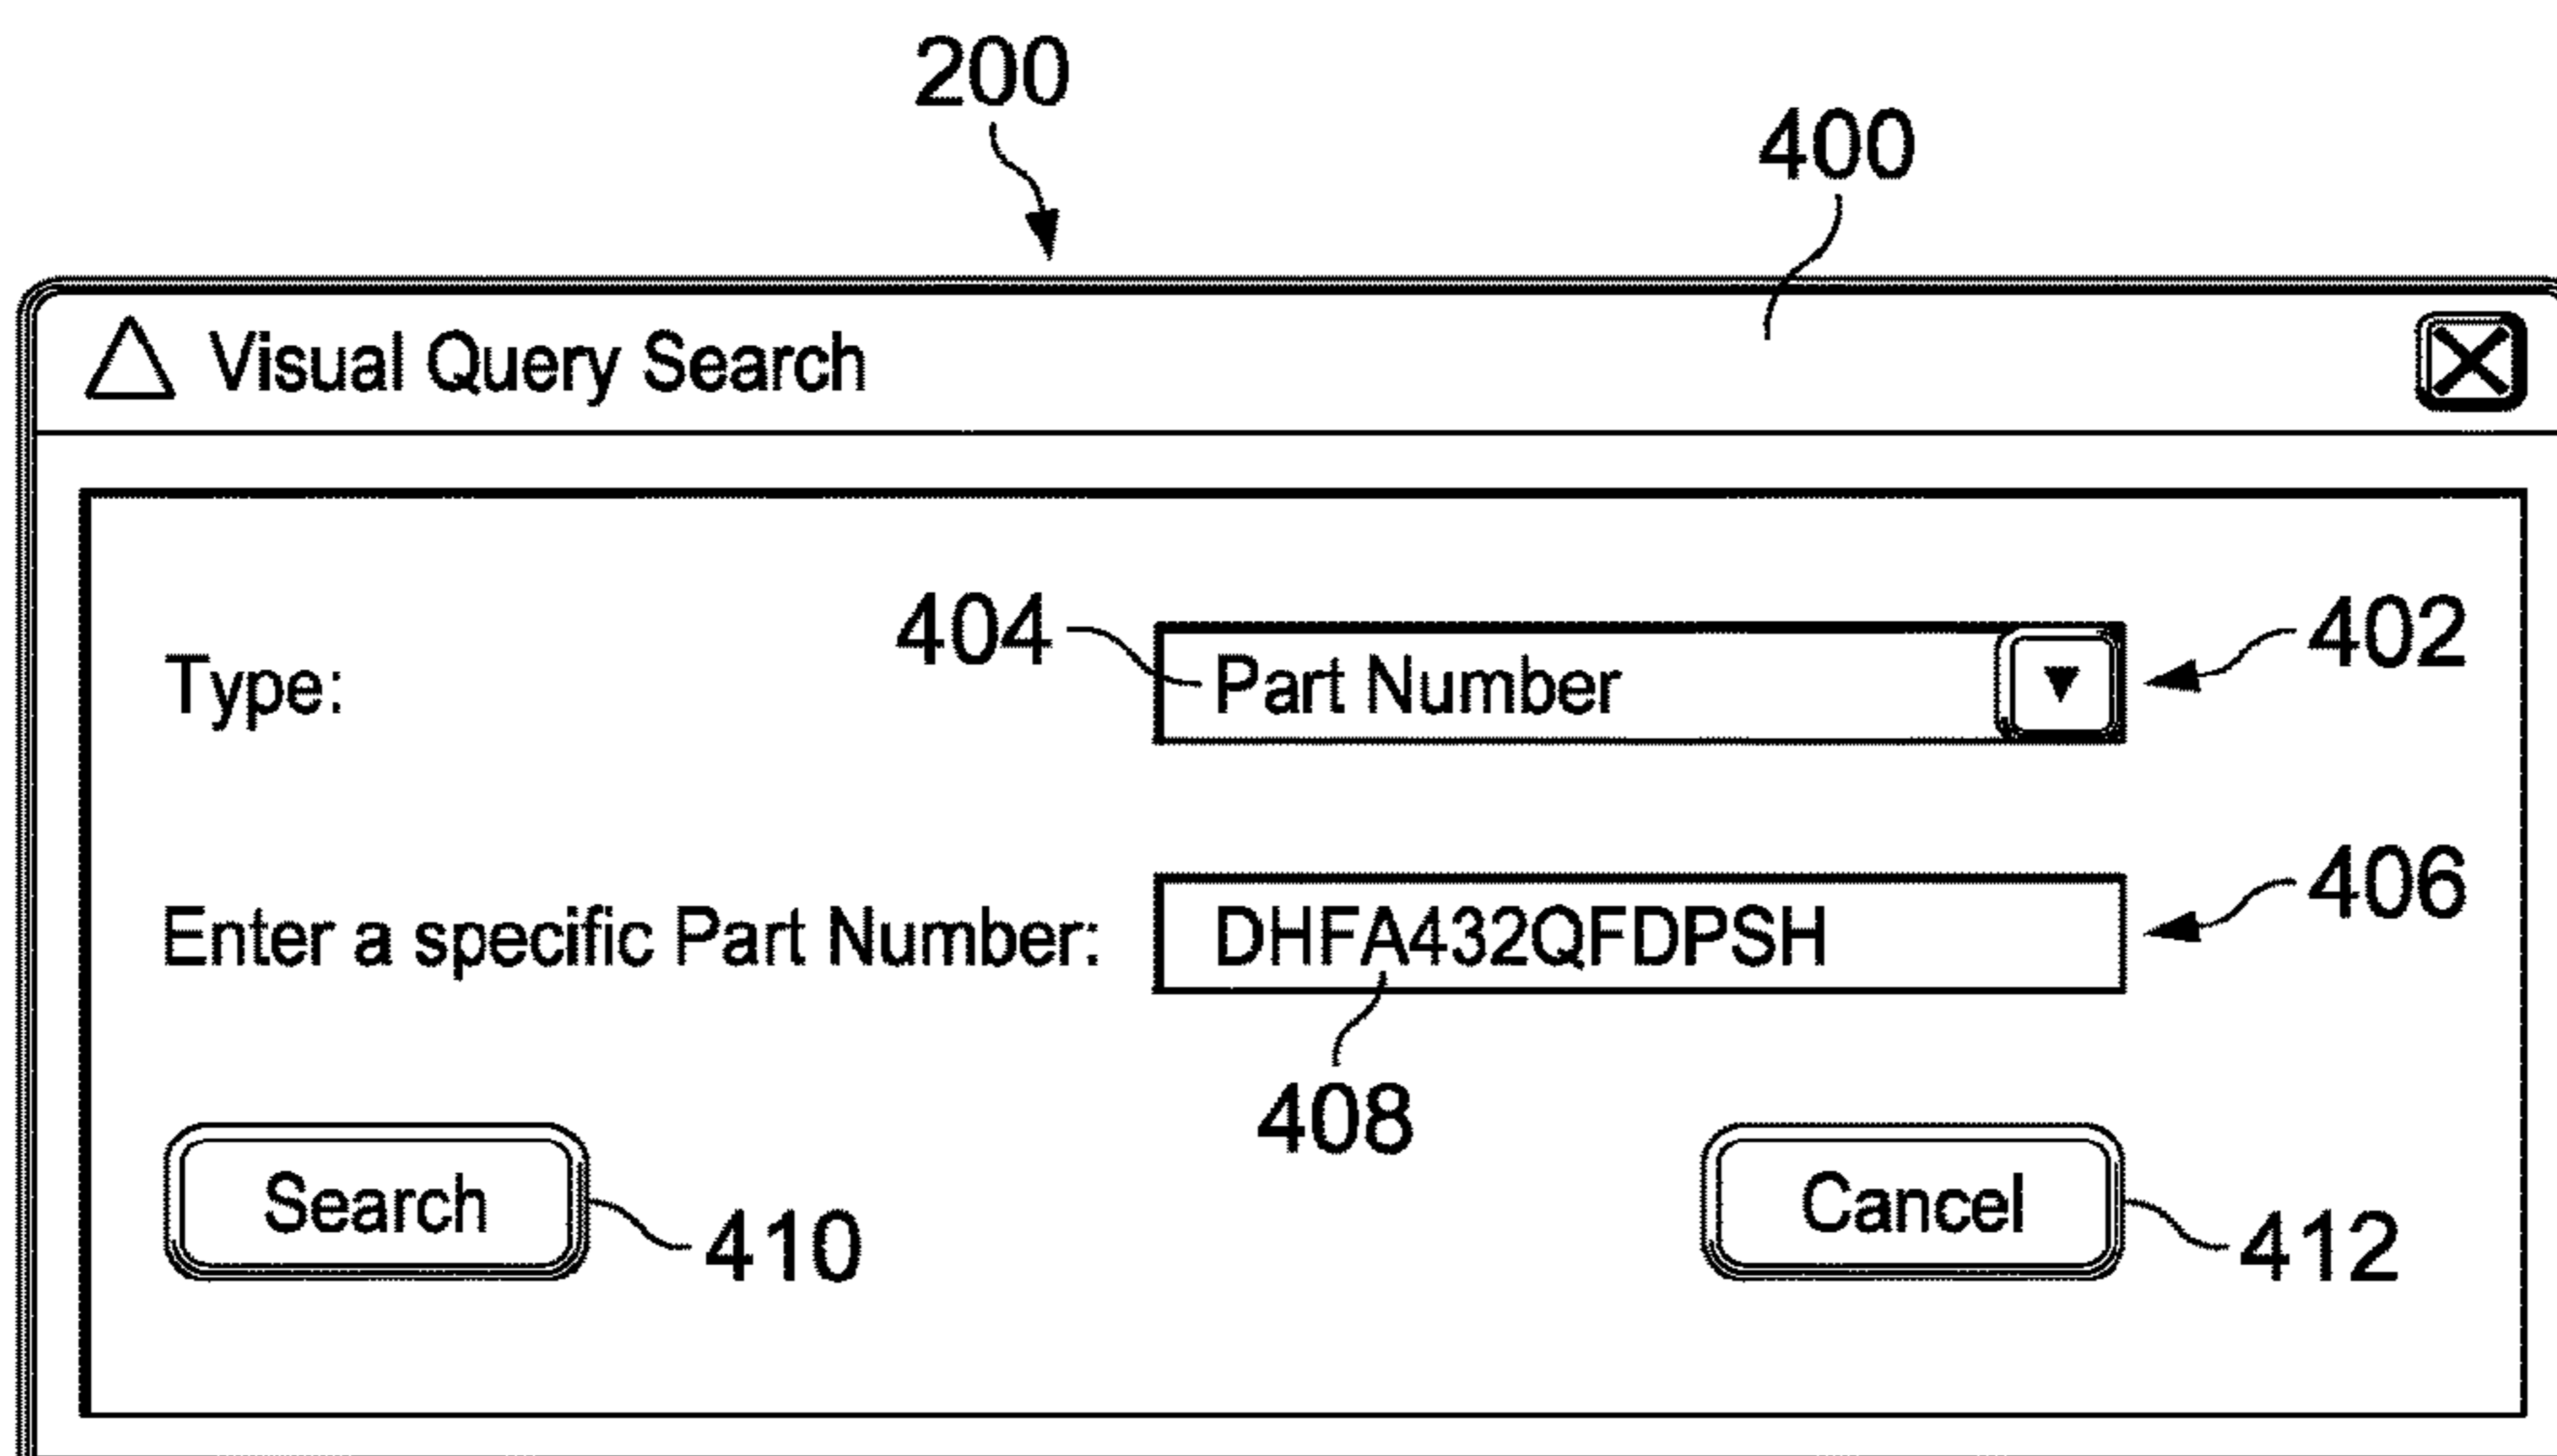 200
400
Visual Query Search
Type: 404 Part Number 402
Enter a specific Part Number: DHFA432QFDPSH 406
408
Search 410 Cancel 412